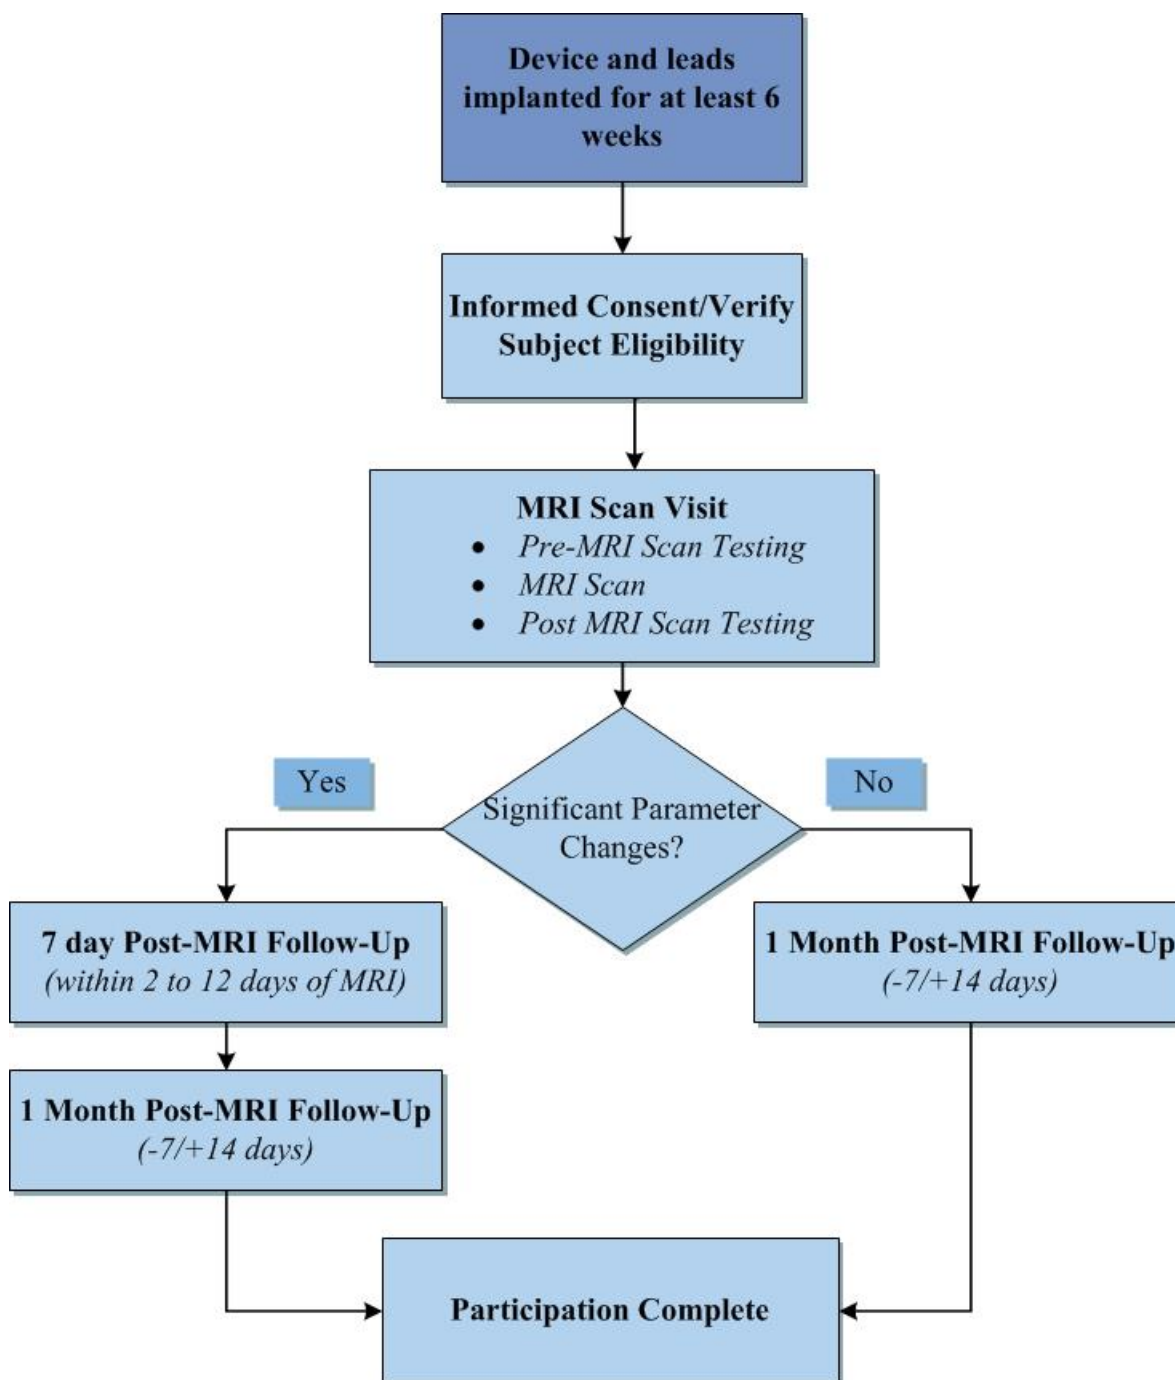 Device and leads
implanted for at least 6
weeks
Informed Consent/Verify
Subject Eligibility
MRI Scan Visit
• Pre-MRI Scan Testing
• MRI Scan
• Post MRI Scan Testing
Significant Parameter
Changes?
Yes
No
7 day Post-MRI Follow-Up
(within 2 to 12 days of MRI)
1 Month Post-MRI Follow-Up
(-7/+14 days)
1 Month Post-MRI Follow-Up
(-7/+14 days)
Participation Complete